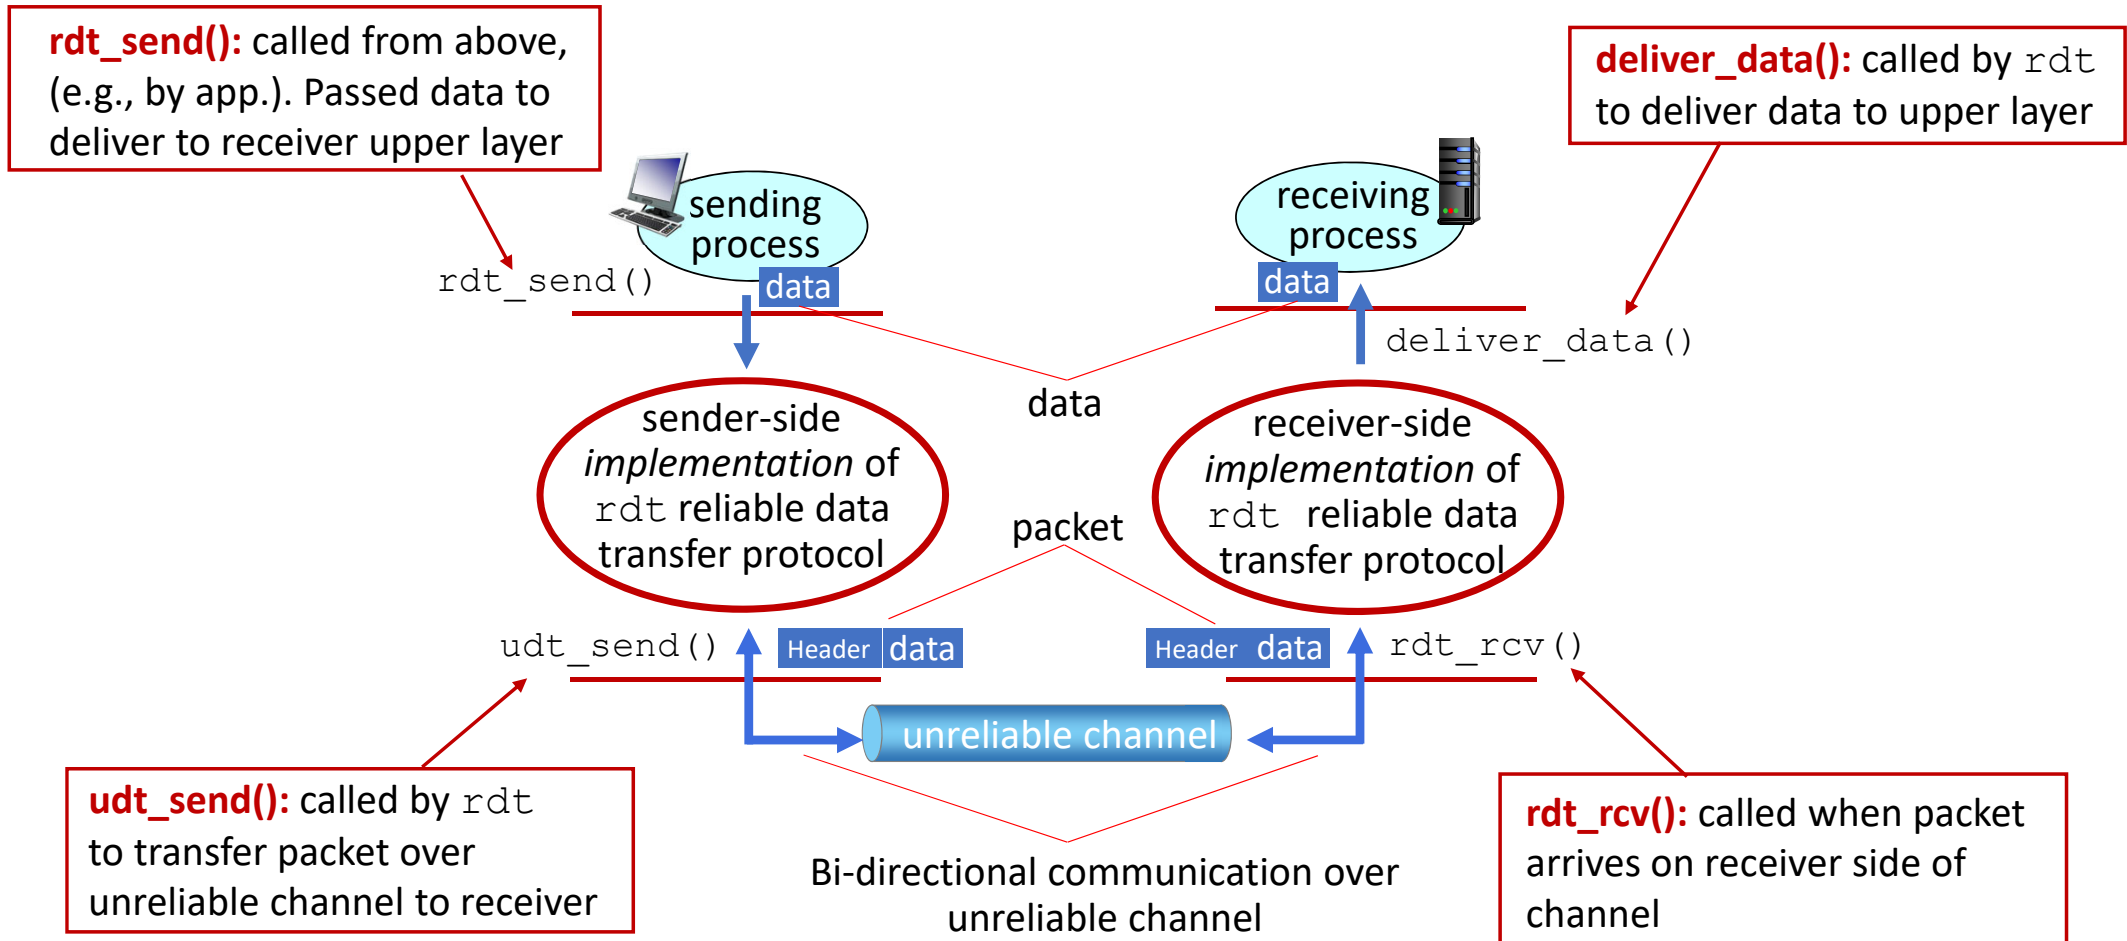 rdt_send(): called from above,
(e.g., by app.). Passed data to
deliver to receiver upper layer
deliver_data(): called by rdt
to deliver data to upper layer
sending
process
receiving
process
rdt_send()
data
data
deliver_data()
data
sender-side
implementation of
rdt reliable data
transfer protocol
receiver-side
implementation of
rdt reliable data
transfer protocol
packet
udt_send()
Header data
Header data
rdt_rcv()
unreliable channel
udt_send(): called by rdt
to transfer packet over
unreliable channel to receiver
Bi-directional communication over
unreliable channel
rdt_rcv(): called when packet
arrives on receiver side of
channel